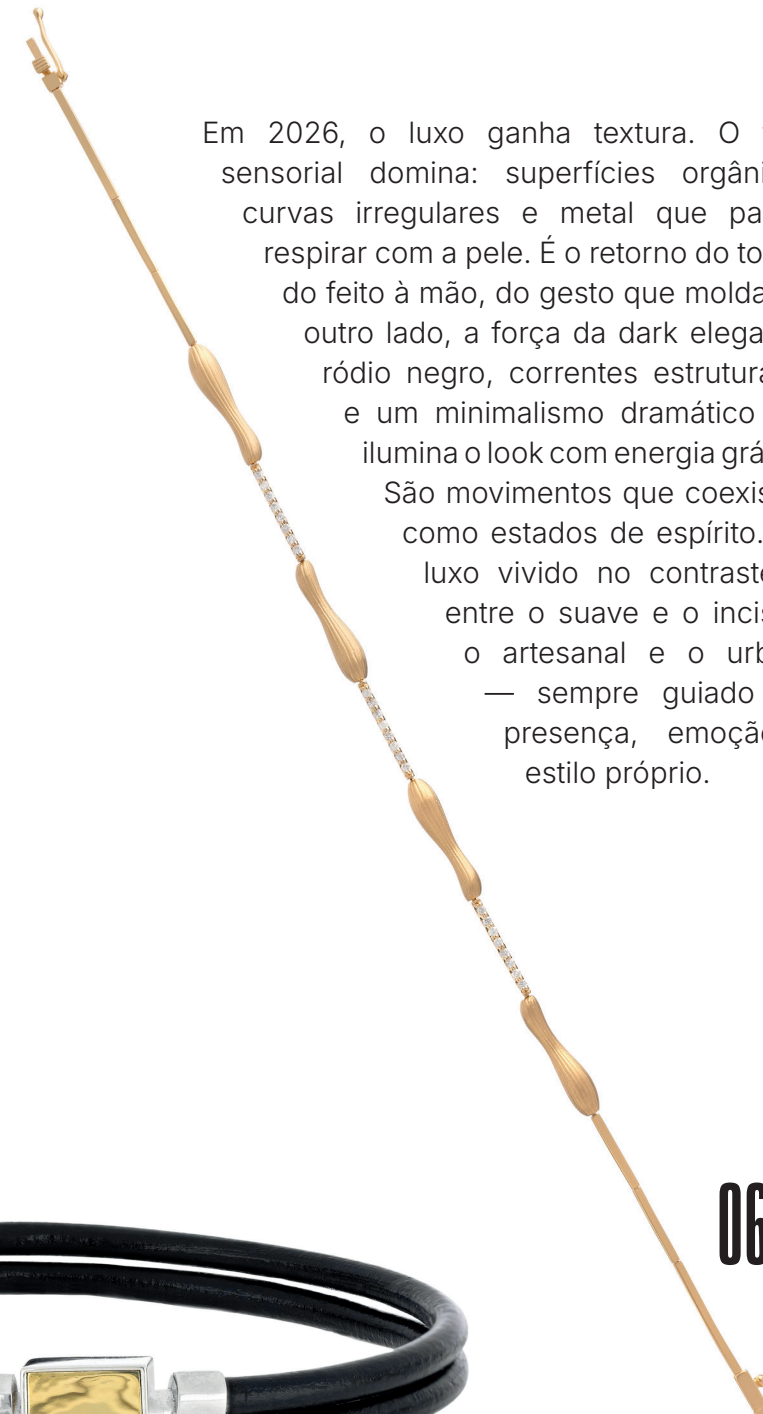 Em 2026, o luxo ganha textura. O
sensorial domina: superfícies orgâni
curvas irregulares e metal que pa
respirar com a pele. É o retorno do to
do feito à mão, do gesto que molda
outro lado, a força da dark elega
ródio negro, correntes estrutura
e um minimalismo dramático
ilumina o look com energia grá
São movimentos que coexis
como estados de espírito.
luxo vivido no contraste
entre o suave e o incis
o artesanal e o urb
— sempre guiado
presença, emoção
estilo próprio.
06